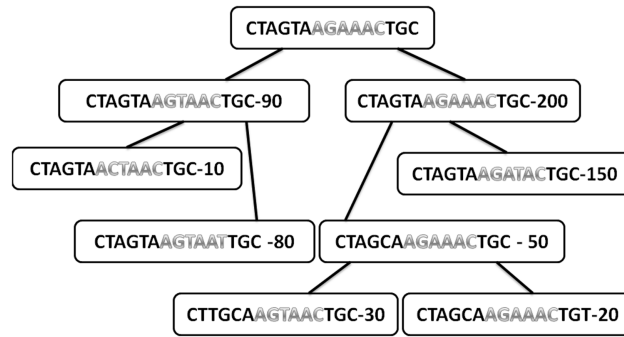 CTAGTAAGAAACTGC
CTAGTAAGTAACTGC-90
CTAGTAAGAAACTGC-200
CTAGTAACTAACTGC-10
CTAGTAAGATACTGC-150
CTAGTAAGTAATTGC -80
CTAGCAAGAAACTGC - 50
CTTGCAAGTAACTGC-30
CTAGCAAGAAACTGT-20